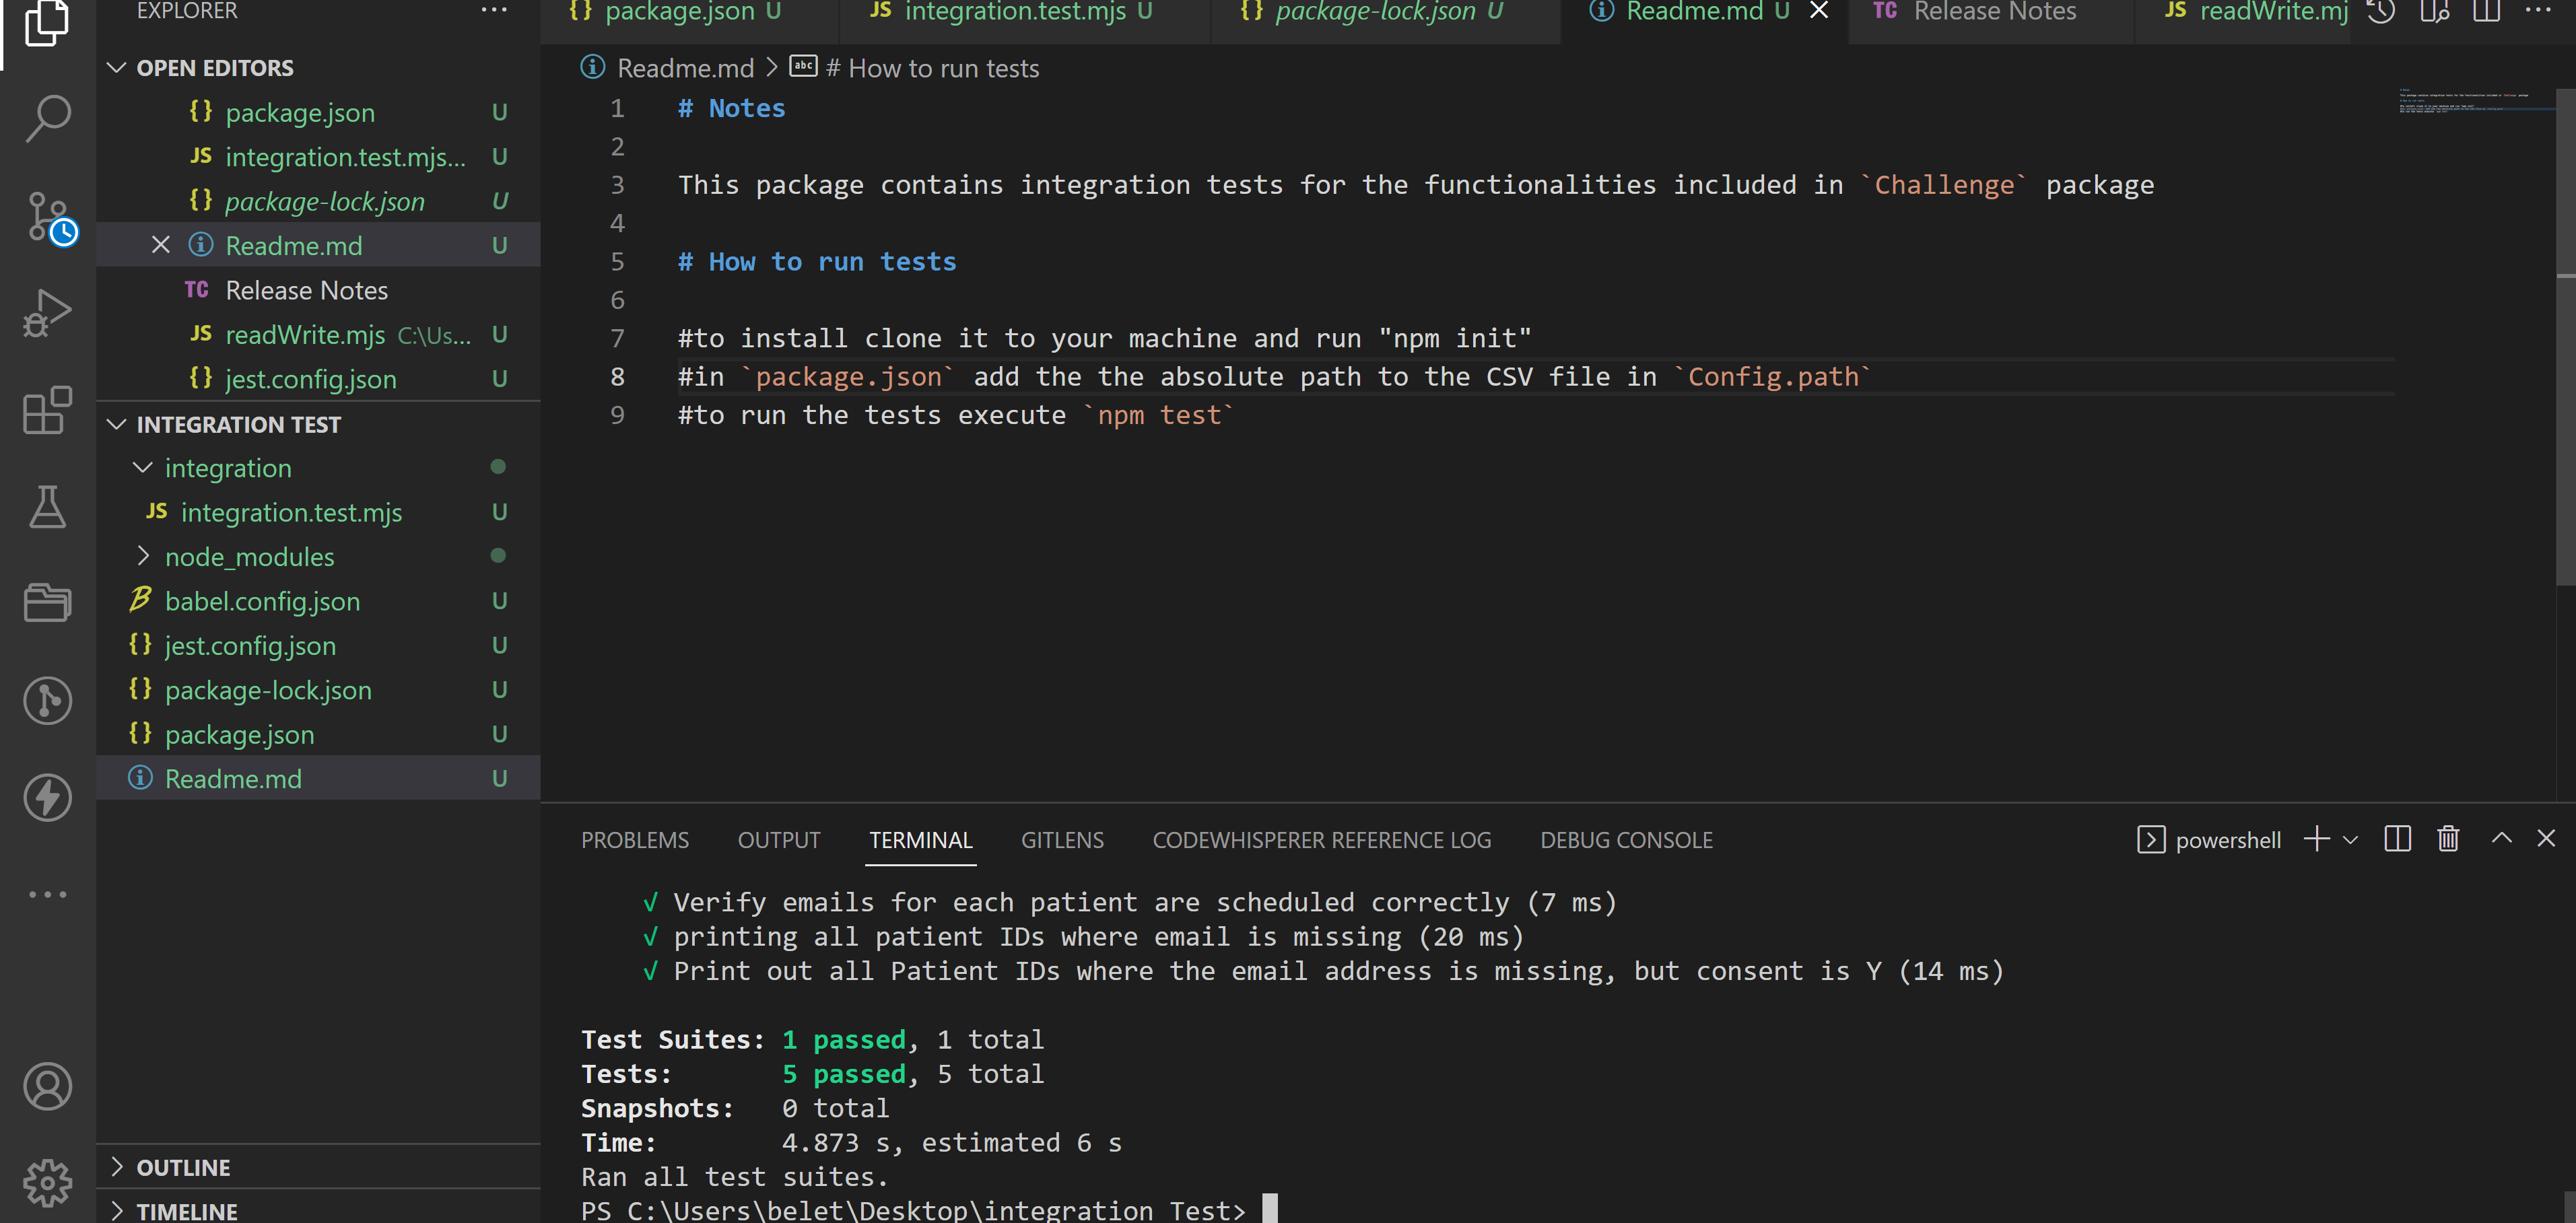 EXPLORER
OPEN EDITORS
package.json U
integration.test.mjs... U
package-lock.json U
Readme.md U
TC Release Notes
JS readWrite.mjs C:\Us... U
jest.config.json U
INTEGRATION TEST
integration
JS integration.test.mjs U
node_modules
babel.config.json U
jest.config.json U
package-lock.json U
package.json U
Readme.md U
OUTLINE
TIMELINE
package.json U JS integration.test.mjs U {} package-lock.json U Readme.md U TC Release Notes JS readWrite.mj
Readme.md > abc # How to run tests
1 # Notes
2
3 This package contains integration tests for the functionalities included in `Challenge` package
4
5 # How to run tests
6
7 #to install clone it to your machine and run "npm init"
8 #in `package.json` add the the absolute path to the CSV file in `Config.path`
9 #to run the tests execute `npm test`
PROBLEMS OUTPUT TERMINAL GITLENS CODEWHISPERER REFERENCE LOG DEBUG CONSOLE powershell
√ Verify emails for each patient are scheduled correctly (7 ms)
√ printing all patient IDs where email is missing (20 ms)
√ Print out all Patient IDs where the email address is missing, but consent is Y (14 ms)
Test Suites: 1 passed, 1 total
Tests: 5 passed, 5 total
Snapshots: 0 total
Time: 4.873 s, estimated 6 s
Ran all test suites.
PS C:\Users\belet\Desktop\integration Test>